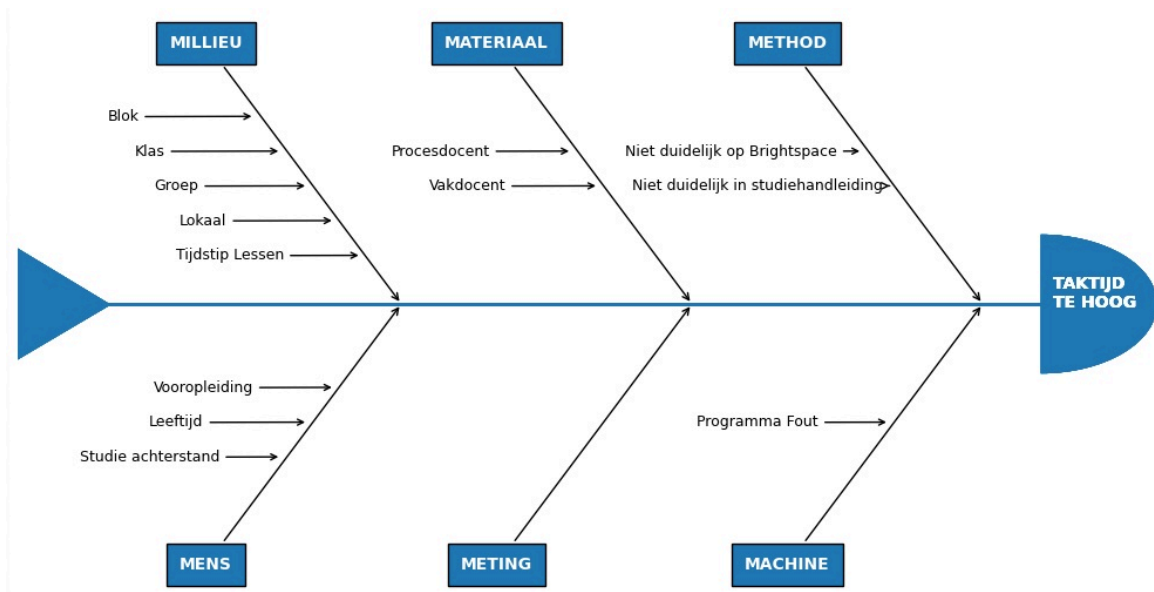 MILLIEU
MATERIAAL
METHOD
Blok
Klas
Groep
Lokaal
Tijdstip Lessen
Procesdocent
Vakdocent
Niet duidelijk op Brightspace
Niet duidelijk in studiehandleiding
TAKTIJD
TE HOOG
Vooropleiding
Leeftijd
Studie achterstand
Programma Fout
MENS
METING
MACHINE